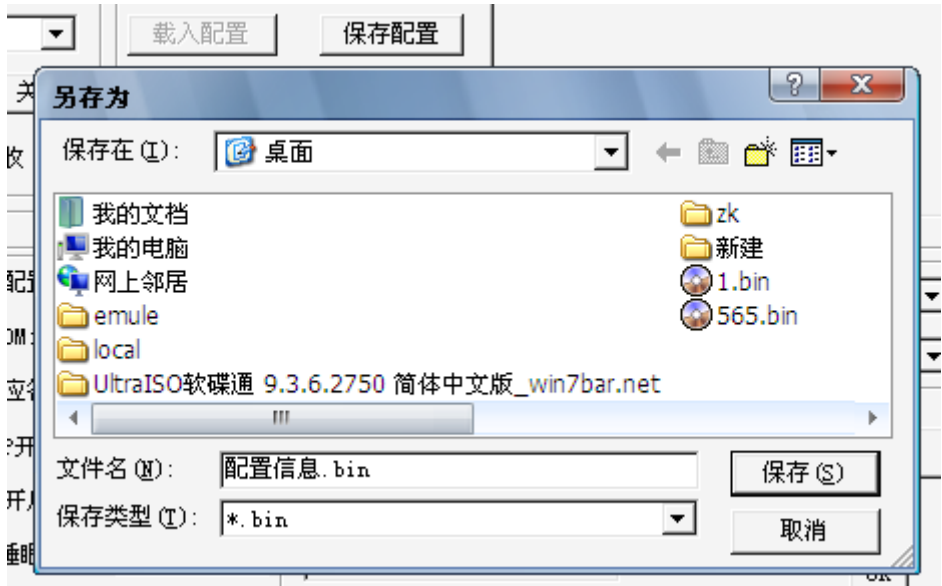 载入配置
保存配置
关
另存为
保存在(I):
桌面
我的文档
我的电脑
网上邻居
emule
local
UltraISO软碟通 9.3.6.2750 简体中文版_win7bar.net
zk
新建
1.bin
565.bin
文件名(N):
配置信息.bin
保存(S)
保存类型(T):
*.bin
取消